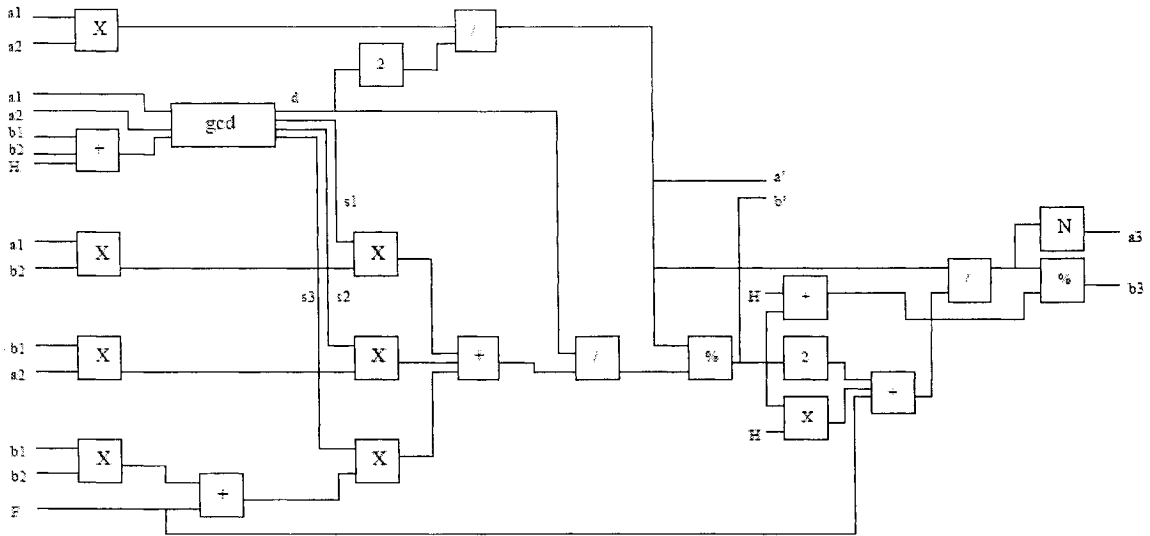 a1
a2
X
/
2
a1
a2
b1
b2
H
+
gcd
d
s1
s2
s3
a1
b2
X
X
b1
a2
X
X
+
/
%
b1
b2
X
X
F
+
a'
b'
H
+
2
H
X
+
/
N
a3
%
b3